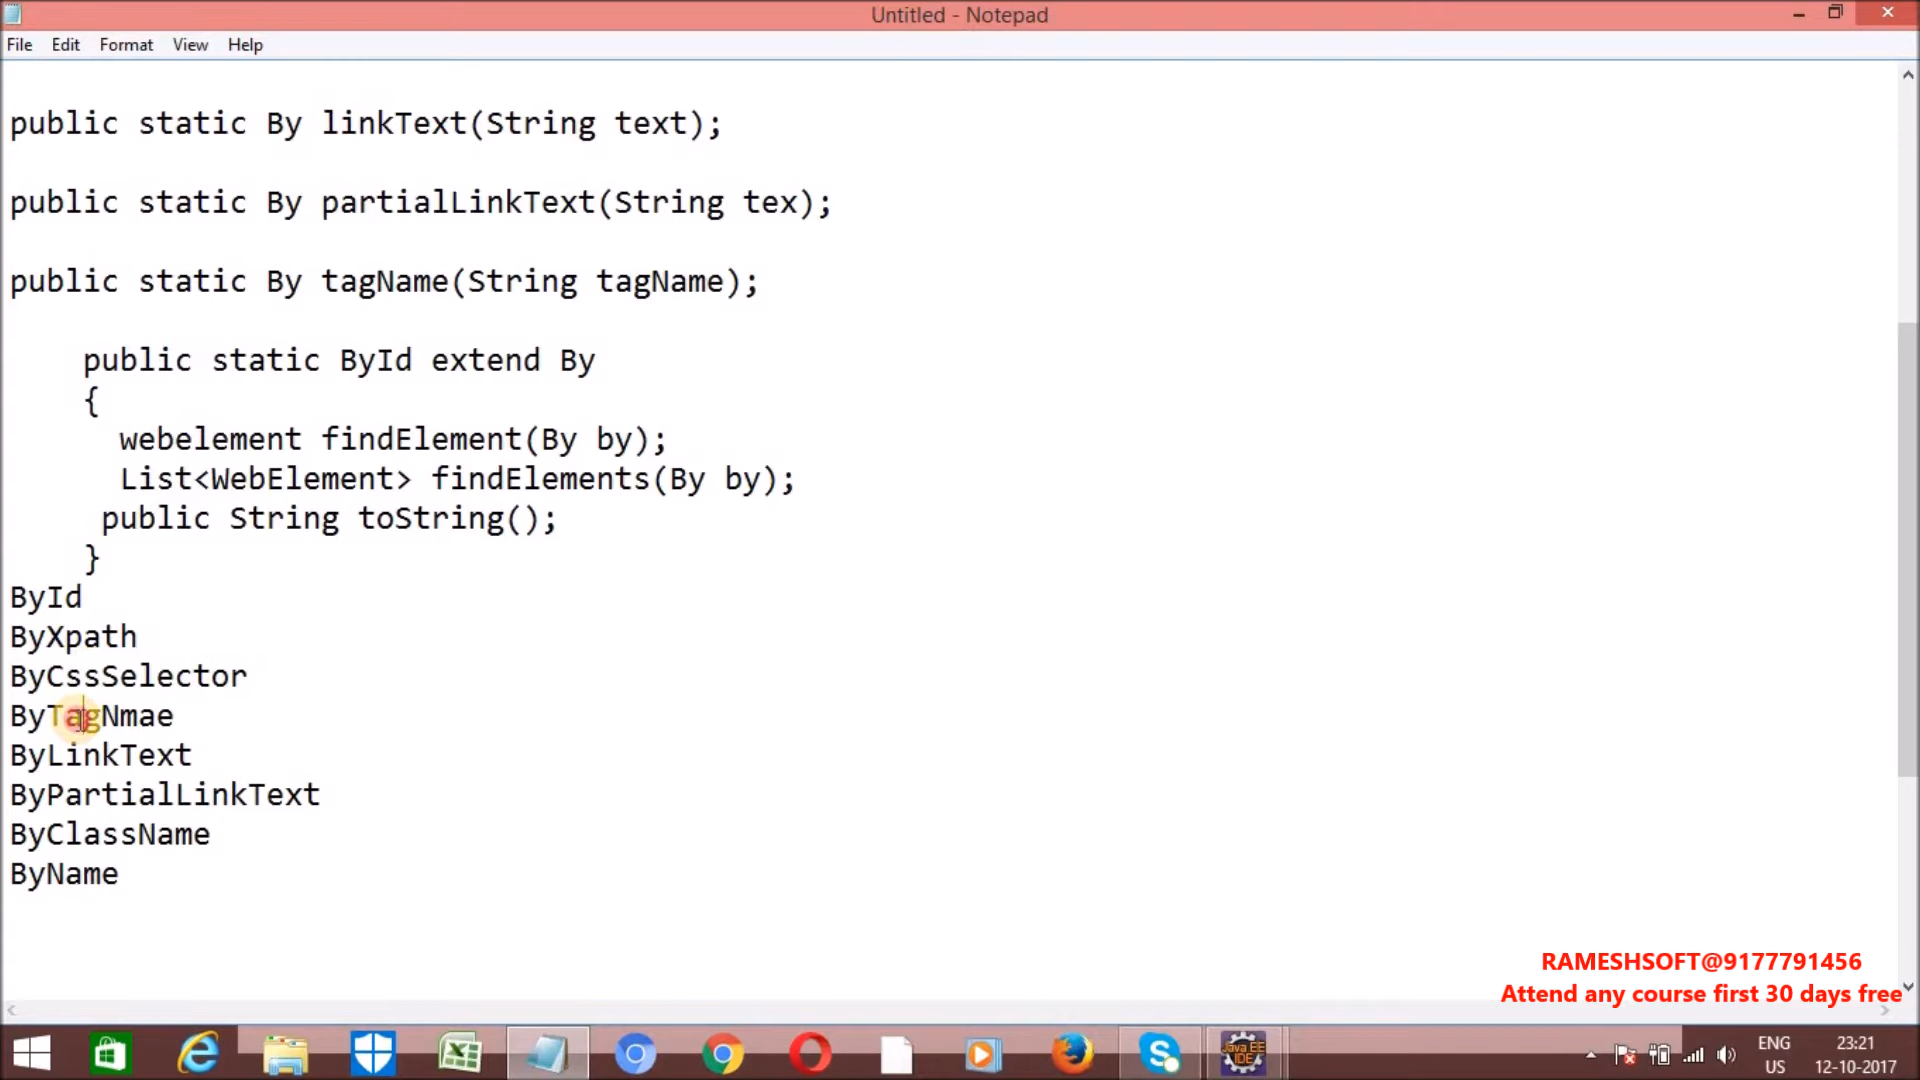 Untitled - Notepad
File Edit Format View Help
public static By linkText(String text);
public static By partialLinkText(String tex);
public static By tagName(String tagName);
public static ById extend By
{
webelement findElement(By by);
List<WebElement> findElements(By by);
public String toString();
}
ById
ByXpath
ByCssSelector
ByTagNmae
ByLinkText
ByPartialLinkText
ByClassName
ByName
RAMESHSOFT@9177791456
Attend any course first 30 days free
Java EE
IDE
ENG
US
23:21
12-10-2017